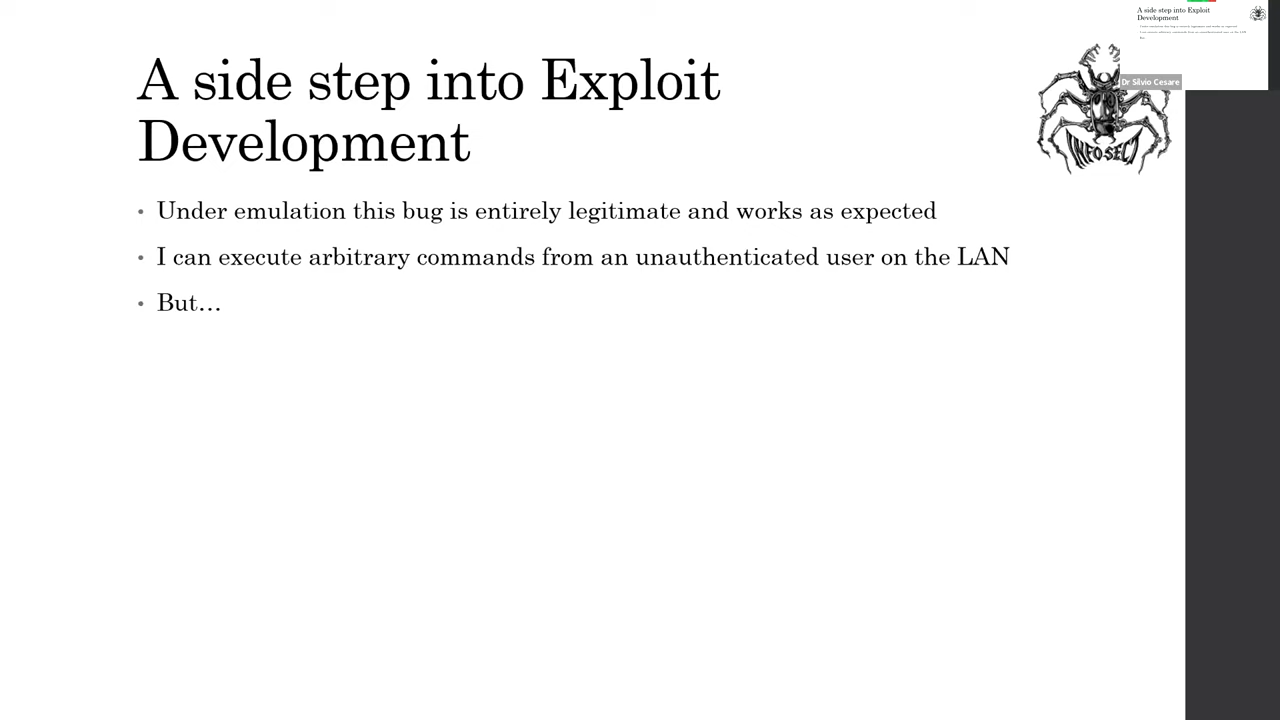 A side step into Exploit
Development
• Under emulation this bug is entirely legitimate and works as expected
• I can execute arbitrary commands from an unauthenticated user on the LAN
• But…
INFOSECT
Dr Silvio Cesare
A side step into Exploit
Development